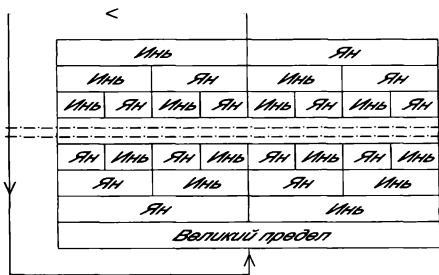 Инь Ян
Инь Ян Инь Ян
Инь Ян Инь Ян Инь Ян Инь Ян
Ян Инь Ян Инь Ян Инь Ян Инь
Ян Инь Ян Инь
Ян Инь
Великий предел